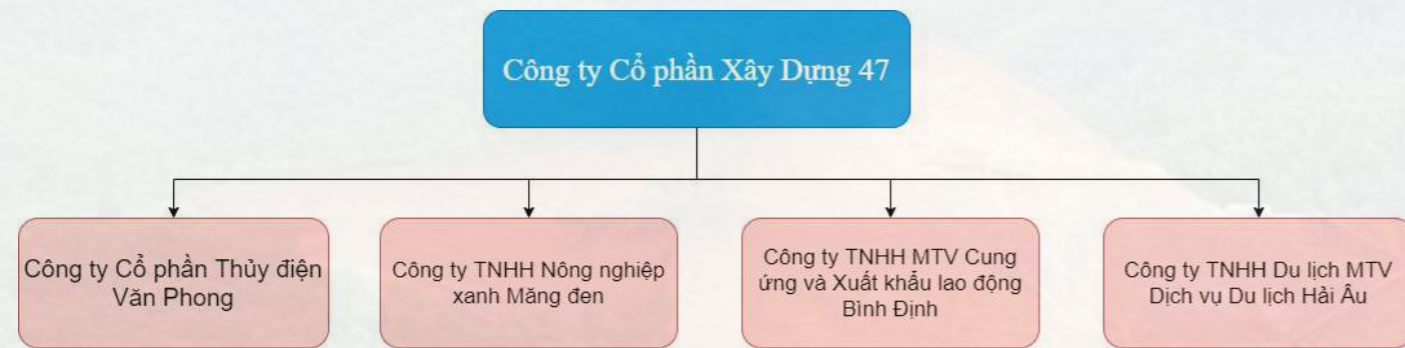 Công ty Cổ phần Xây Dựng 47
Công ty Cổ phần Thủy điện
Văn Phong
Công ty TNHH Nông nghiệp
xanh Măng đen
Công ty TNHH MTV Cung
ứng và Xuất khẩu lao động
Bình Định
Công ty TNHH Du lịch MTV
Dịch vụ Du lịch Hải Âu